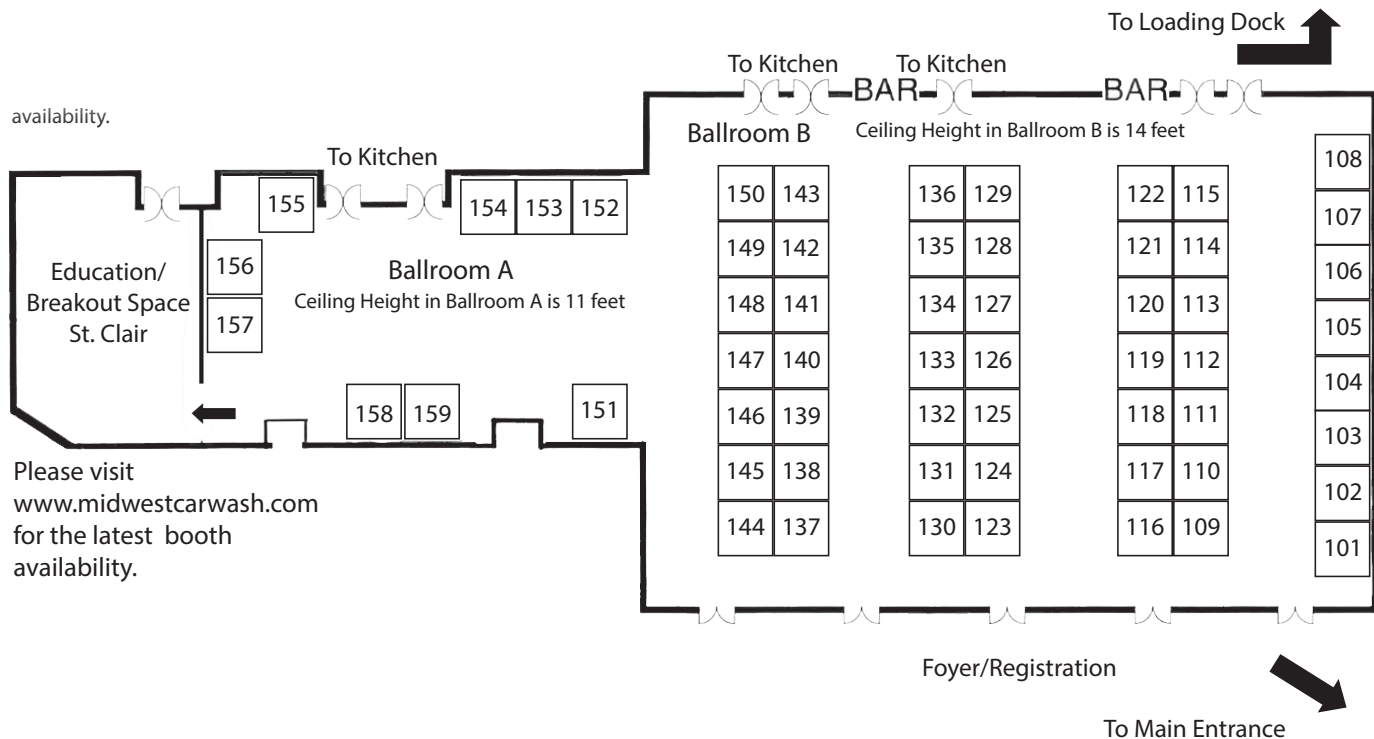 To Loading Dock
To Kitchen To Kitchen
BAR BAR
availability.
Ballroom B Ceiling Height in Ballroom B is 14 feet
To Kitchen
108
155 154 153 152 150 143 136 129 122 115
107
156 149 142 135 128 121 114
Education/
Breakout Space
St. Clair
Ballroom A
Ceiling Height in Ballroom A is 11 feet
106
157 148 141 134 127 120 113
105
147 140 133 126 119 112
104
158 159 151 146 139 132 125 118 111
103
145 138 131 124 117 110
102
144 137 130 123 116 109
101
Please visit
www.midwestcarwash.com
for the latest booth
availability.
Foyer/Registration
To Main Entrance